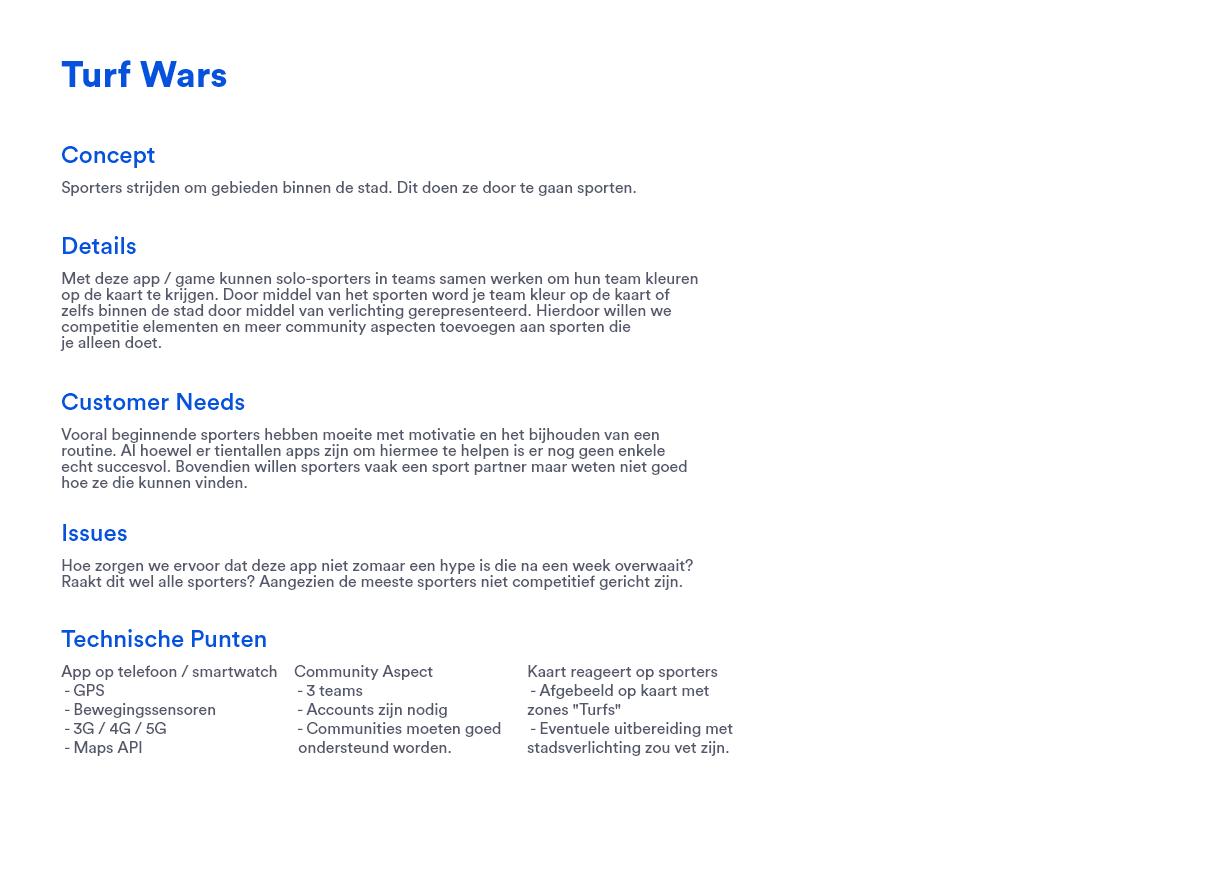 Turf Wars
Concept
Sporters strijden om gebieden binnen de stad. Dit doen ze door te gaan sporten.
Details
Met deze app / game kunnen solo-sporters in teams samen werken om hun team kleuren
op de kaart te krijgen. Door middel van het sporten word je team kleur op de kaart of
zelfs binnen de stad door middel van verlichting gerepresenteerd. Hierdoor willen we
competitie elementen en meer community aspecten toevoegen aan sporten die
je alleen doet.
Customer Needs
Vooral beginnende sporters hebben moeite met motivatie en het bijhouden van een
routine. Al hoewel er tientallen apps zijn om hiermee te helpen is er nog geen enkele
echt succesvol. Bovendien willen sporters vaak een sport partner maar weten niet goed
hoe ze die kunnen vinden.
Issues
Hoe zorgen we ervoor dat deze app niet zomaar een hype is die na een week overwaait?
Raakt dit wel alle sporters? Aangezien de meeste sporters niet competitief gericht zijn.
Technische Punten
App op telefoon / smartwatch
- GPS
- Bewegingssensoren
- 3G / 4G / 5G
- Maps API
Community Aspect
- 3 teams
- Accounts zijn nodig
- Communities moeten goed
ondersteund worden.
Kaart reageert op sporters
- Afgebeeld op kaart met
zones "Turfs"
- Eventuele uitbereiding met
stadsverlichting zou vet zijn.